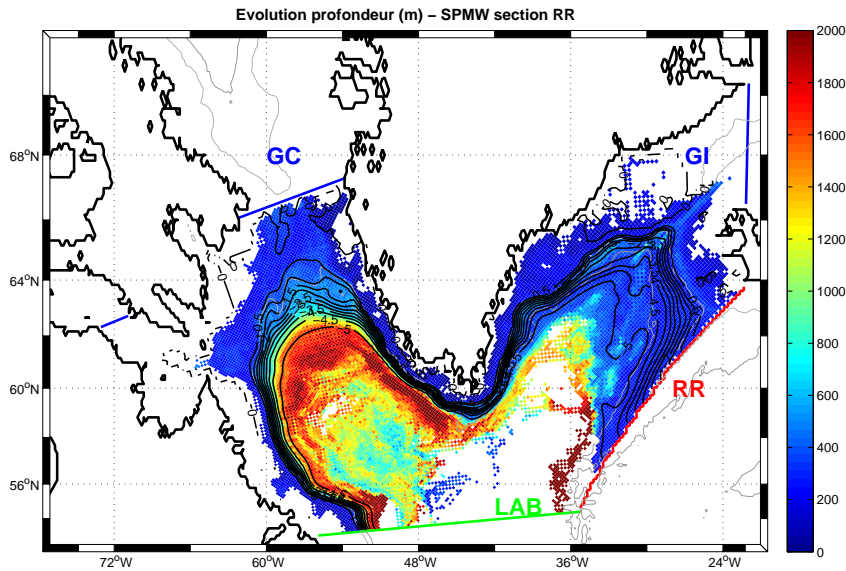 Evolution profondeur (m) – SPMW section RR
2000
1800
1600
1400
1200
1000
800
600
400
200
0
68°N
64°N
60°N
56°N
72°W
60°W
48°W
36°W
24°W
GC
GI
RR
LAB